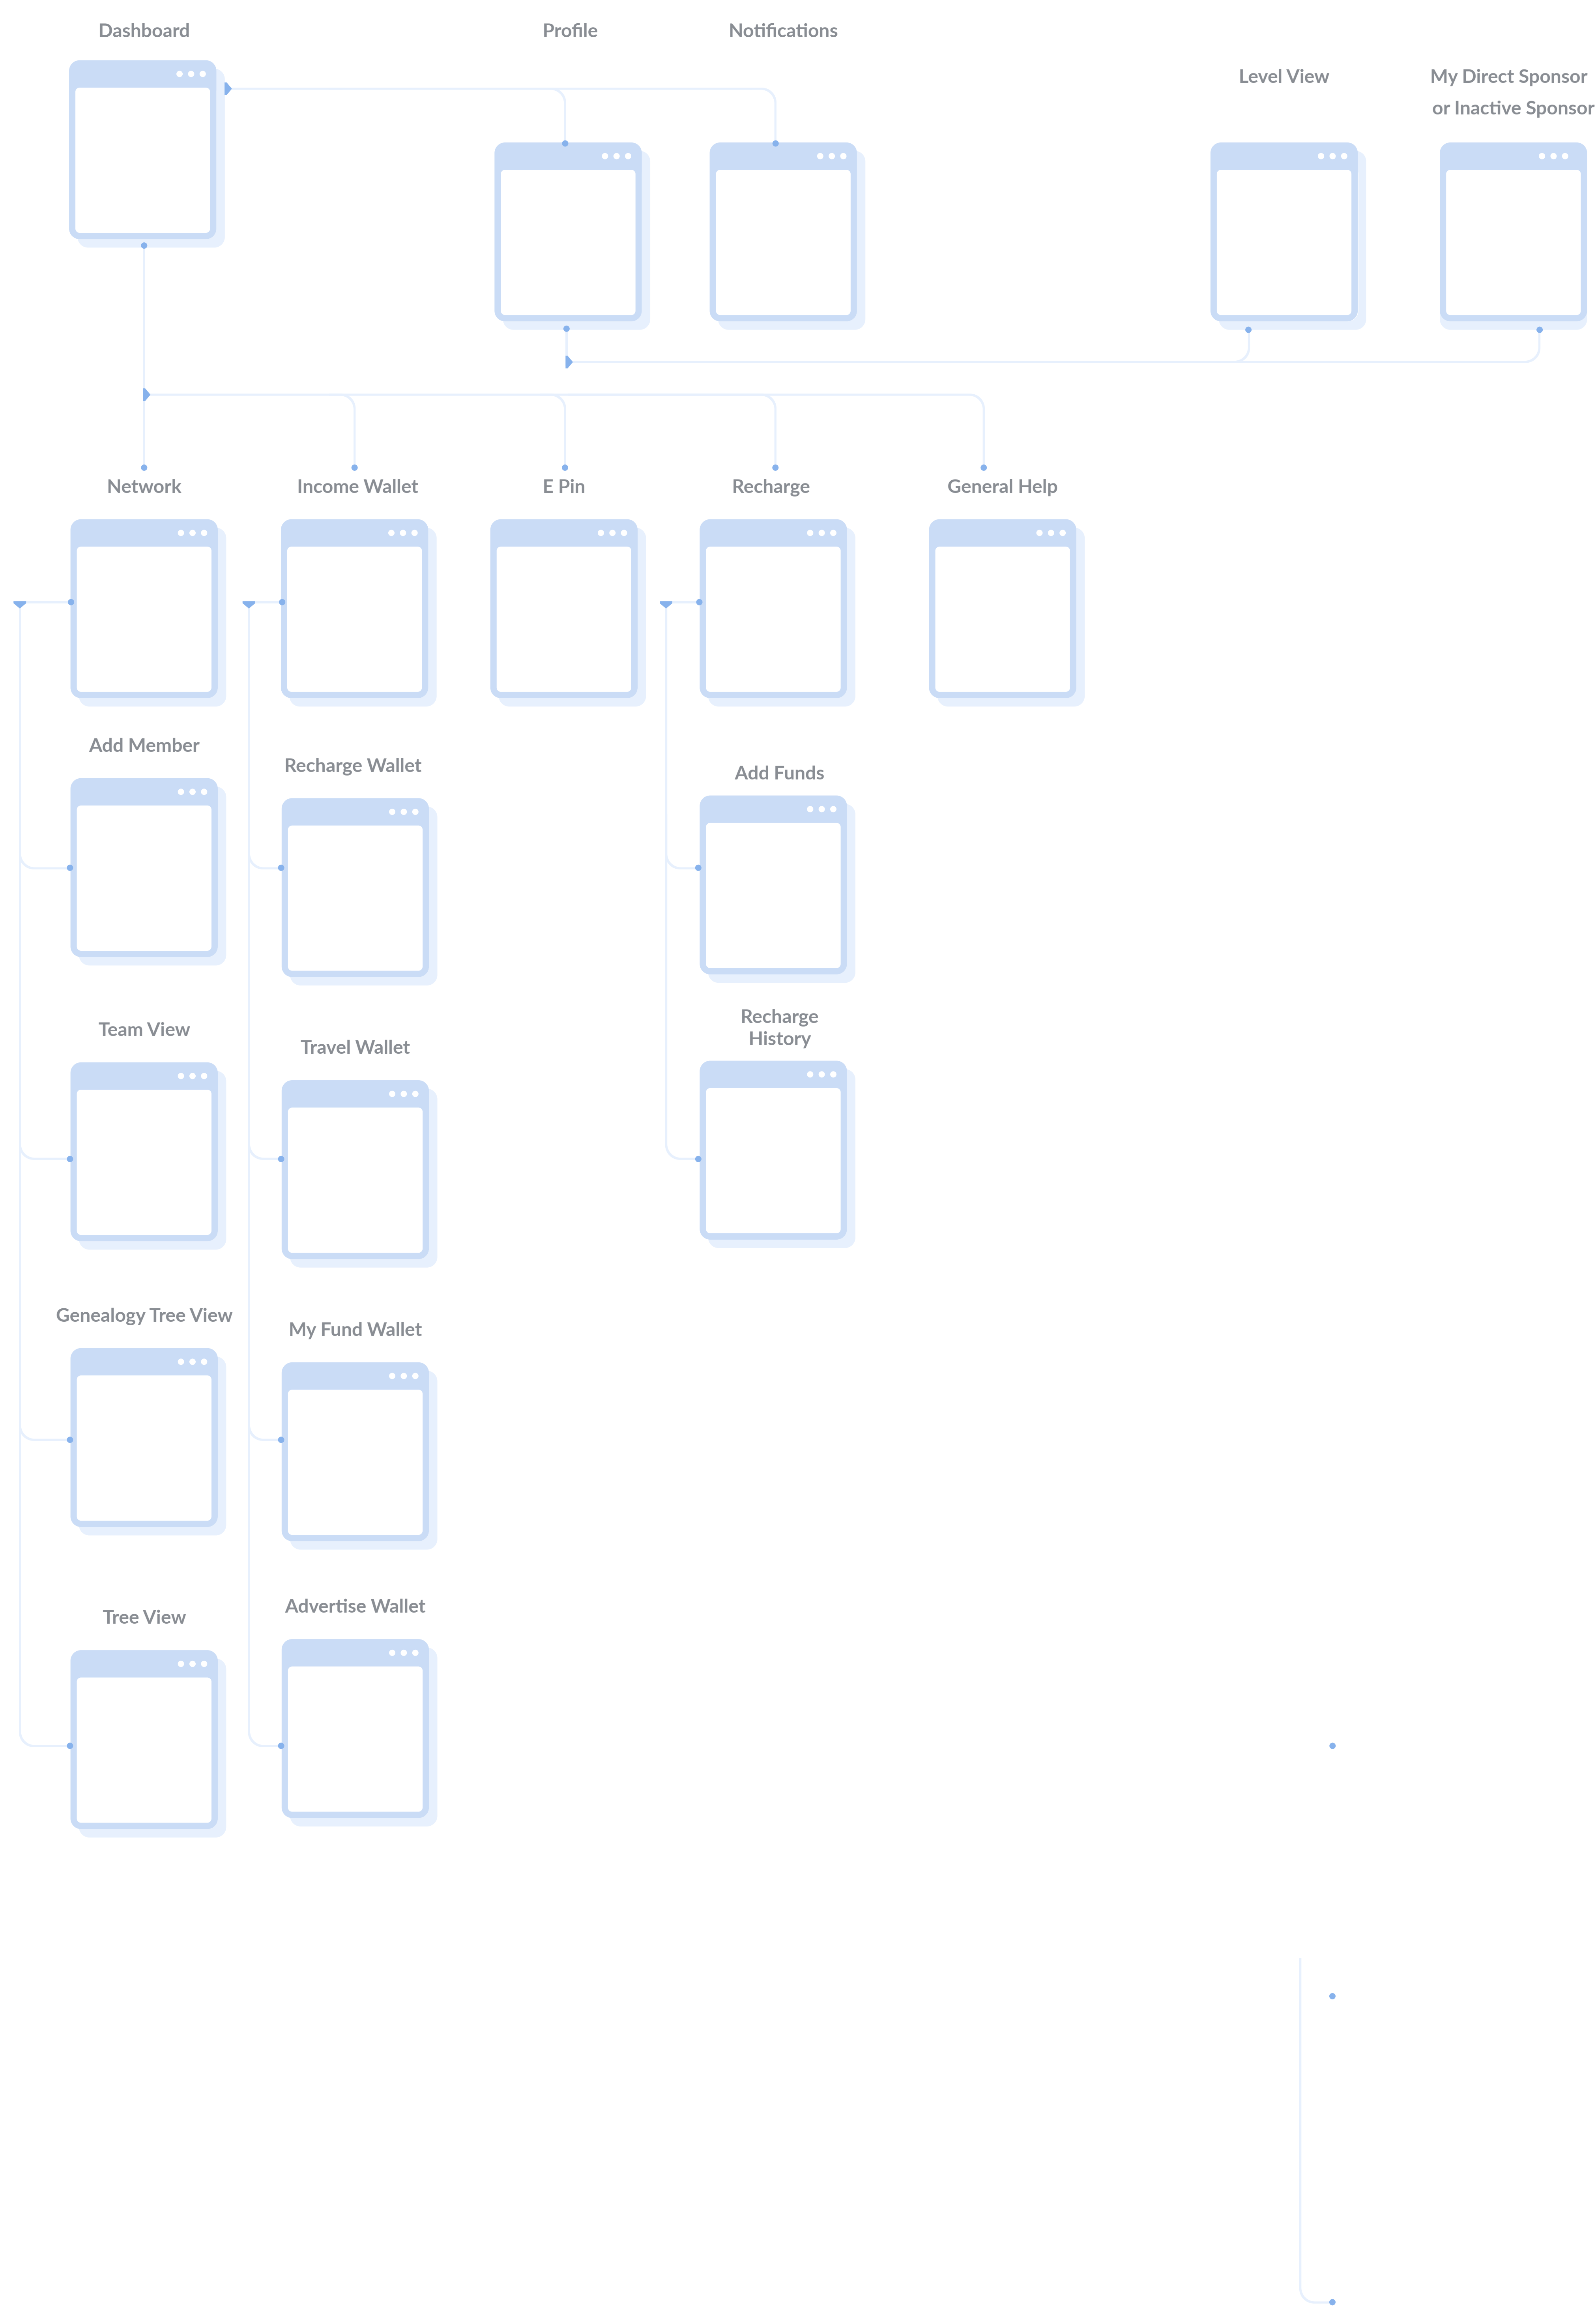 Dashboard
Profile
Notifications
Level View
My Direct Sponsor
or Inactive Sponsor
Network
Income Wallet
E Pin
Recharge
General Help
Add Member
Recharge Wallet
Add Funds
Team View
Travel Wallet
Recharge
History
Genealogy Tree View
My Fund Wallet
Tree View
Advertise Wallet